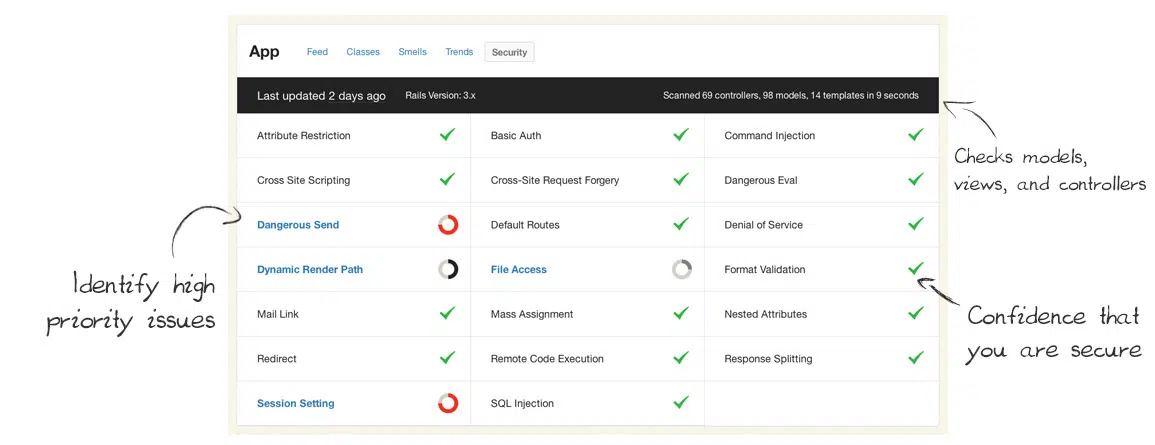 App Feed Classes Smells Trends Security
Last updated 2 days ago Rails Version: 3.x Scanned 69 controllers, 98 models, 14 templates in 9 seconds
Attribute Restriction Basic Auth Command Injection
Cross Site Scripting Cross-Site Request Forgery Dangerous Eval
Dangerous Send Default Routes Denial of Service
Dynamic Render Path File Access Format Validation
Mail Link Mass Assignment Nested Attributes
Redirect Remote Code Execution Response Splitting
Session Setting SQL Injection
Checks models,
views, and controllers
Identify high
priority issues
Confidence that
you are secure